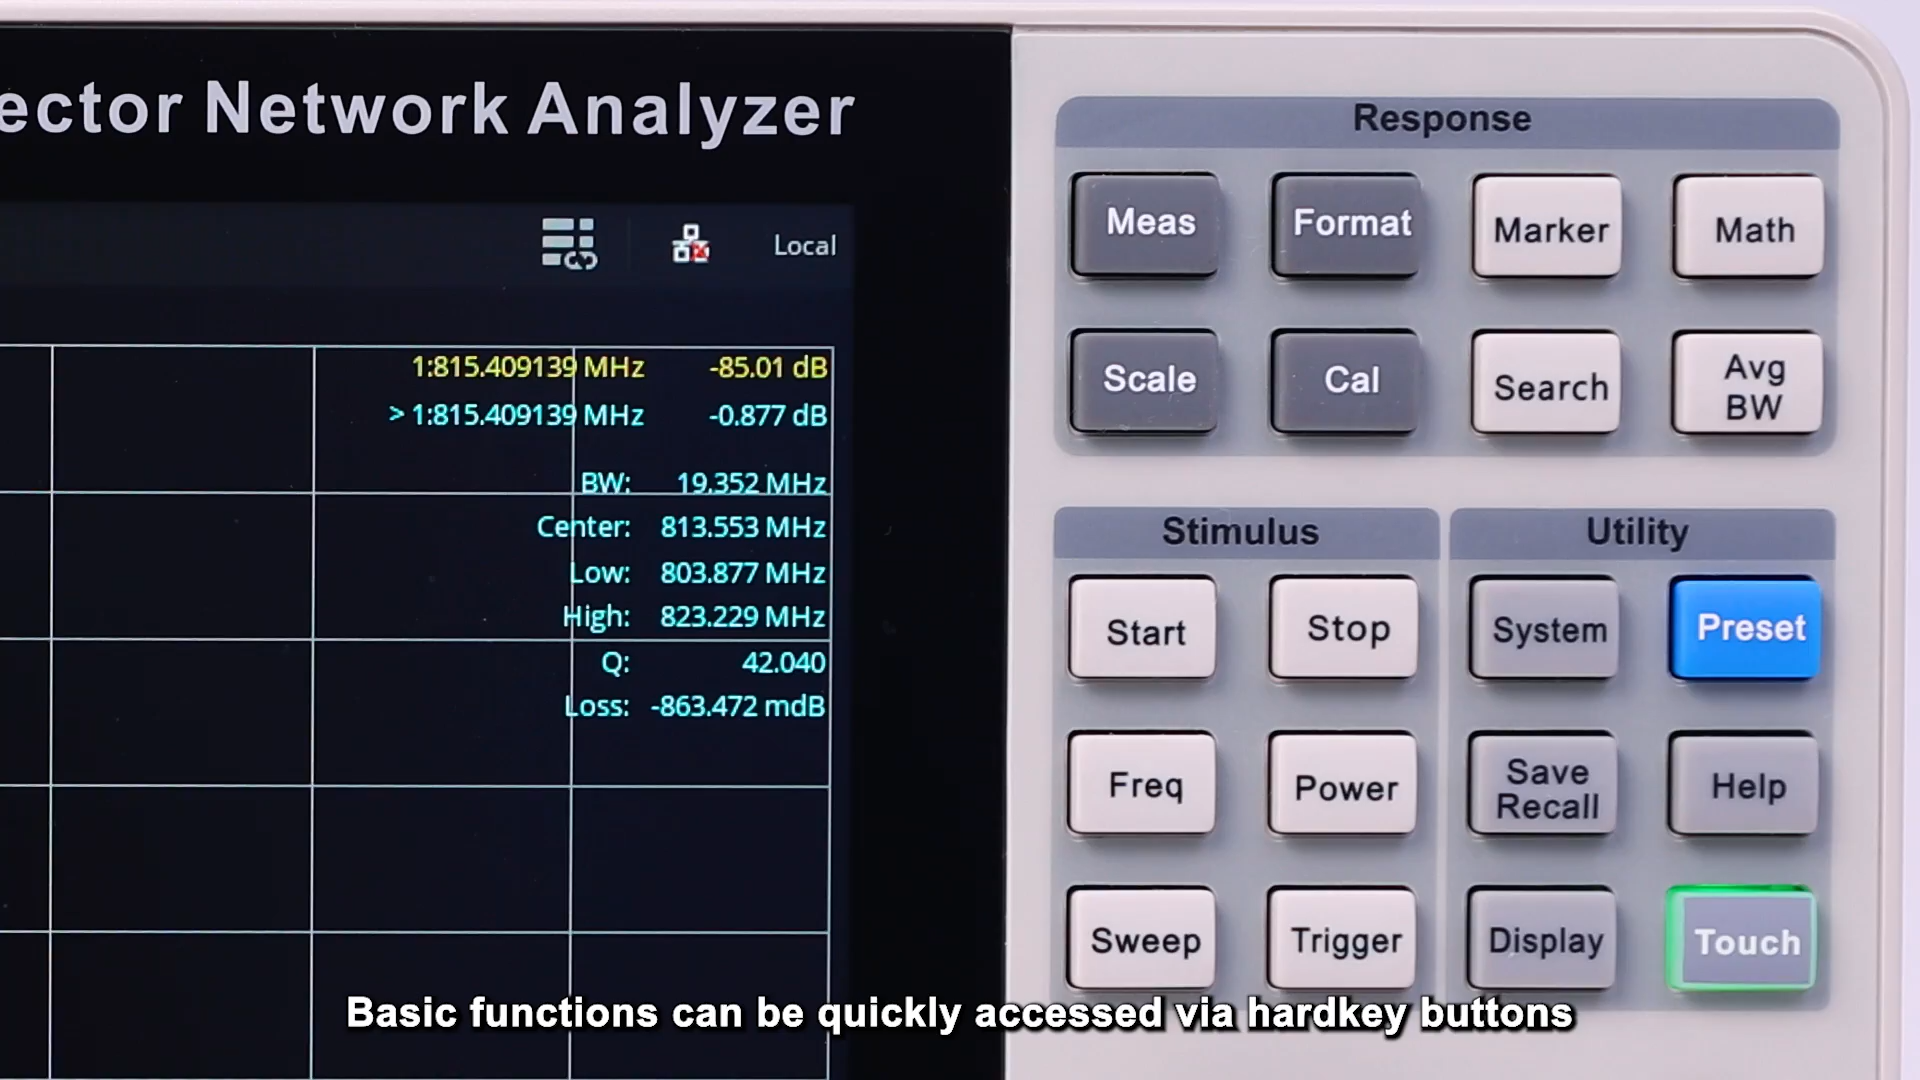 ector Network Analyzer
Local
1:815.409139 MHz -85.01 dB
> 1:815.409139 MHz -0.877 dB
BW: 19.352 MHz
Center: 813.553 MHz
Low: 803.877 MHz
High: 823.229 MHz
Q: 42.040
Loss: -863.472 mdB
Response
Meas Format Marker Math
Scale Cal Search Avg BW
Stimulus
Start Stop
Freq Power
Sweep Trigger
Utility
System Preset
Save Recall Help
Display Touch
Basic functions can be quickly accessed via hardkey buttons